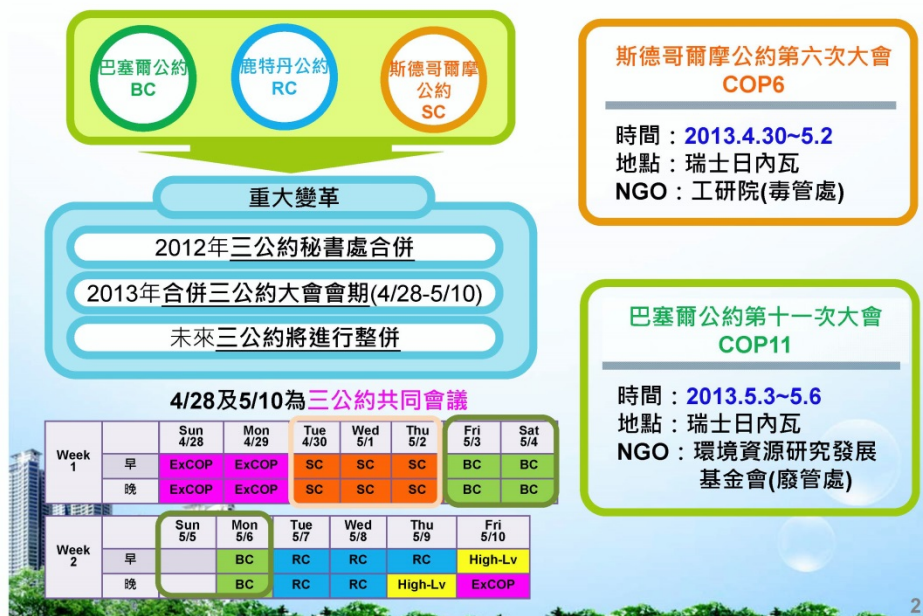 巴塞爾公約
BC
鹿特丹公約
RC
斯德哥爾摩
公約
SC
重大變革
2012年三公約秘書處合併
2013年合併三公約大會會期(4/28-5/10)
未來三公約將進行整併
4/28及5/10為三公約共同會議
Week 1 Sun 4/28 Mon 4/29 Tue 4/30 Wed 5/1 Thu 5/2 Fri 5/3 Sat 5/4
早 ExCOP ExCOP SC SC SC BC BC
晚 ExCOP ExCOP SC SC SC BC BC
Week 2 Sun 5/5 Mon 5/6 Tue 5/7 Wed 5/8 Thu 5/9 Fri 5/10
早 BC RC RC RC High-Lv
晚 BC RC RC High-Lv ExCOP
斯德哥爾摩公約第六次大會
COP6
時間：2013.4.30~5.2
地點：瑞士日內瓦
NGO：工研院(毒管處)
巴塞爾公約第十一次大會
COP11
時間：2013.5.3~5.6
地點：瑞士日內瓦
NGO：環境資源研究發展
基金會(廢管處)
2